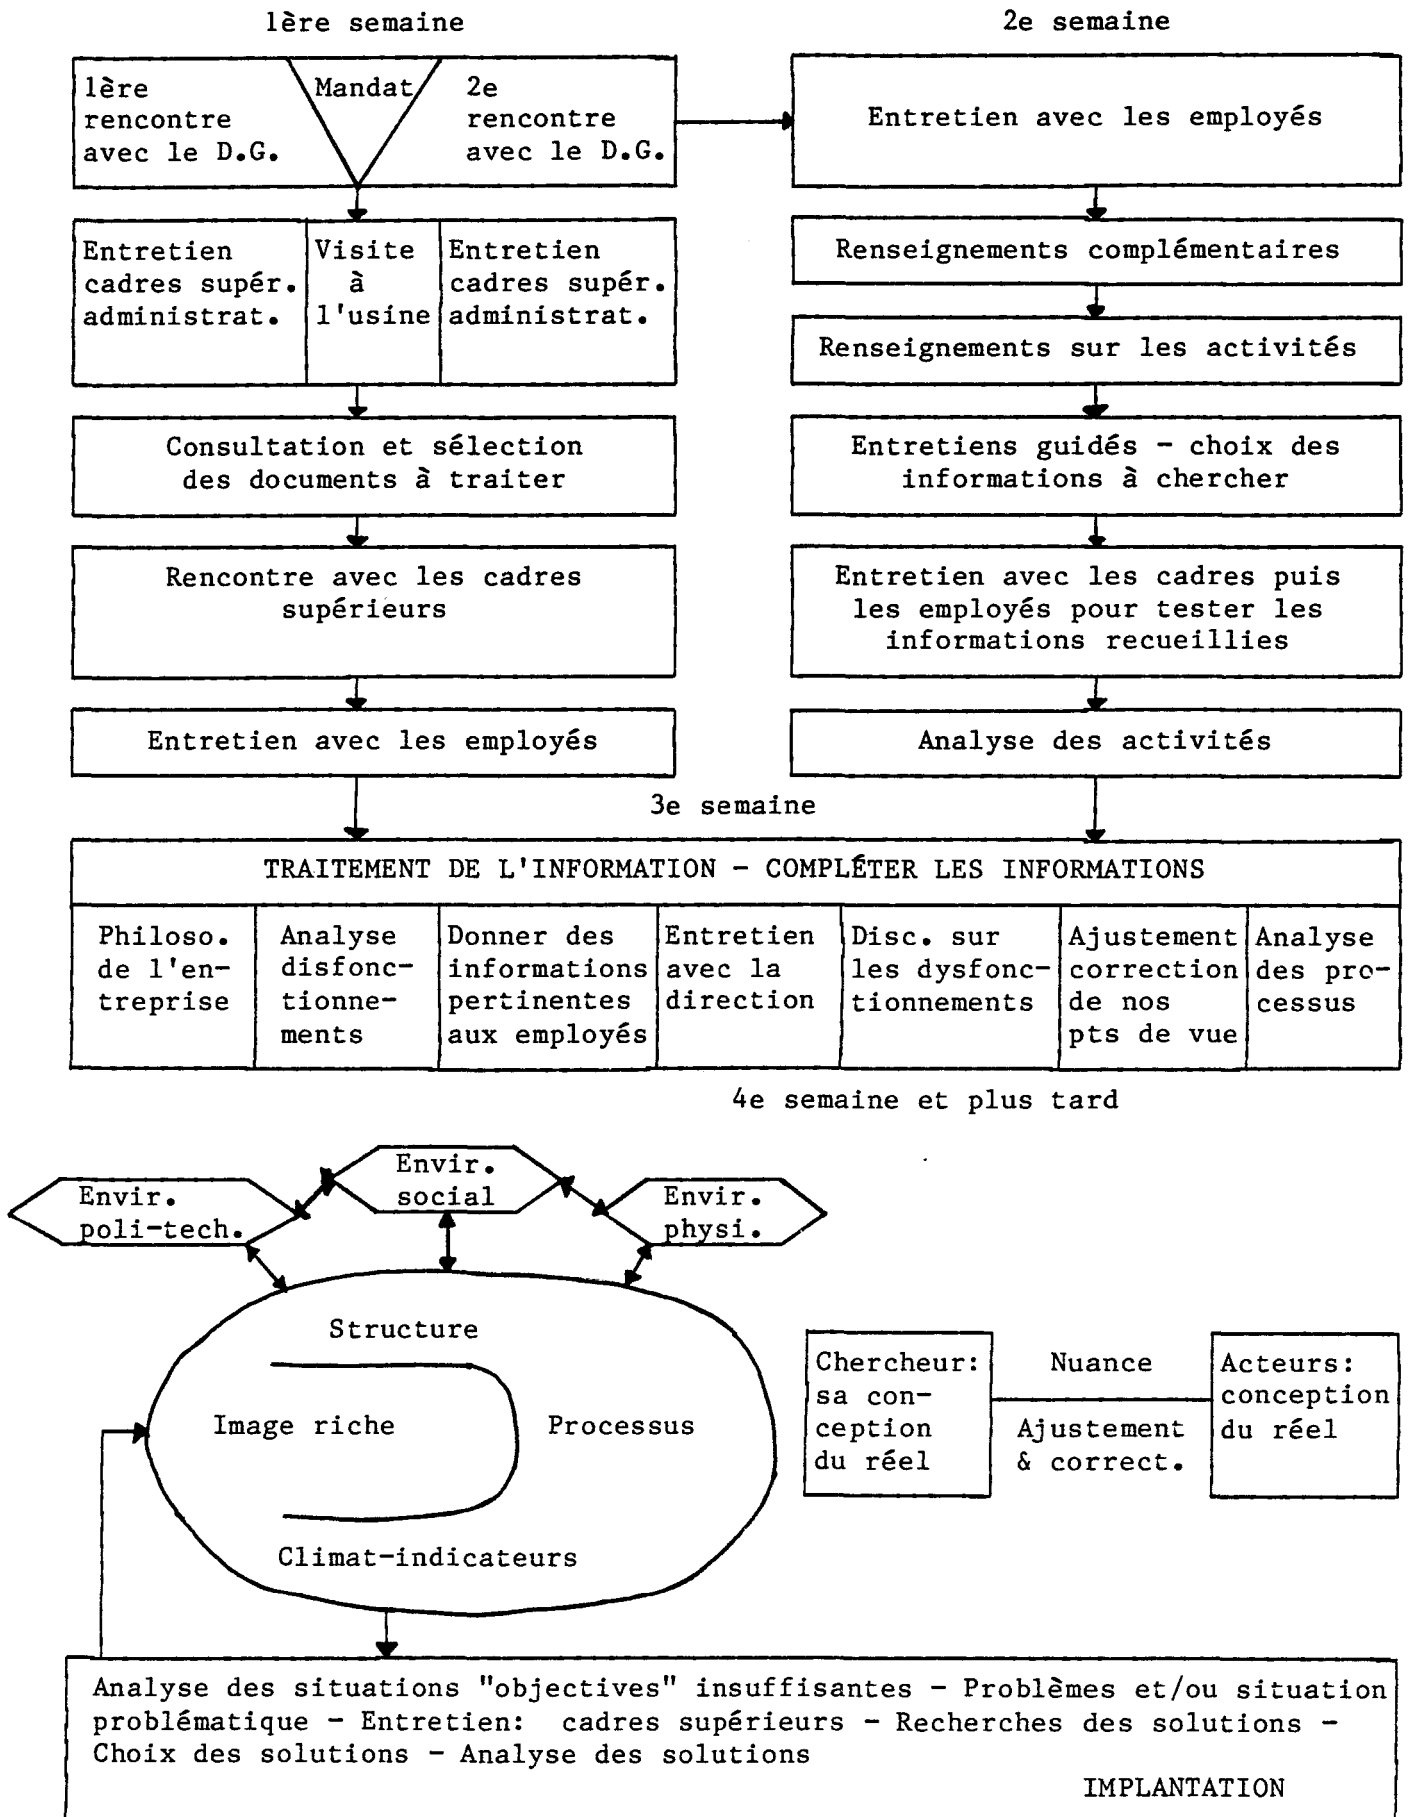 1ère semaine
1ère
rencontre
avec le D.G.
Mandat
2e
rencontre
avec le D.G.
Entretien
cadres supér.
administrat.
Visite
à
l'usine
Entretien
cadres supér.
administrat.
Consultation et sélection
des documents à traiter
Rencontre avec les cadres
supérieurs
Entretien avec les employés
2e semaine
Entretien avec les employés
Renseignements complémentaires
Renseignements sur les activités
Entretiens guidés - choix des
informations à chercher
Entretien avec les cadres puis
les employés pour tester les
informations recueillies
Analyse des activités
3e semaine
TRAITEMENT DE L'INFORMATION - COMPLÉTER LES INFORMATIONS
Philoso.
de l'en-
treprise
Analyse
disfonc-
tionne-
ments
Donner des
informations
pertinentes
aux employés
Entretien
avec la
direction
Disc. sur
les dysfonc-
tionnements
Ajustement
correction
de nos
pts de vue
Analyse
des pro-
cessus
4e semaine et plus tard
Envir.
poli-tech.
Envir.
social
Envir.
physi.
Structure
Image riche
Processus
Climat-indicateurs
Chercheur:
sa con-
ception
du réel
Nuance
Ajustement
& correct.
Acteurs:
conception
du réel
Analyse des situations "objectives" insuffisantes - Problèmes et/ou situation
problématique - Entretien: cadres supérieurs - Recherches des solutions -
Choix des solutions - Analyse des solutions
IMPLANTATION